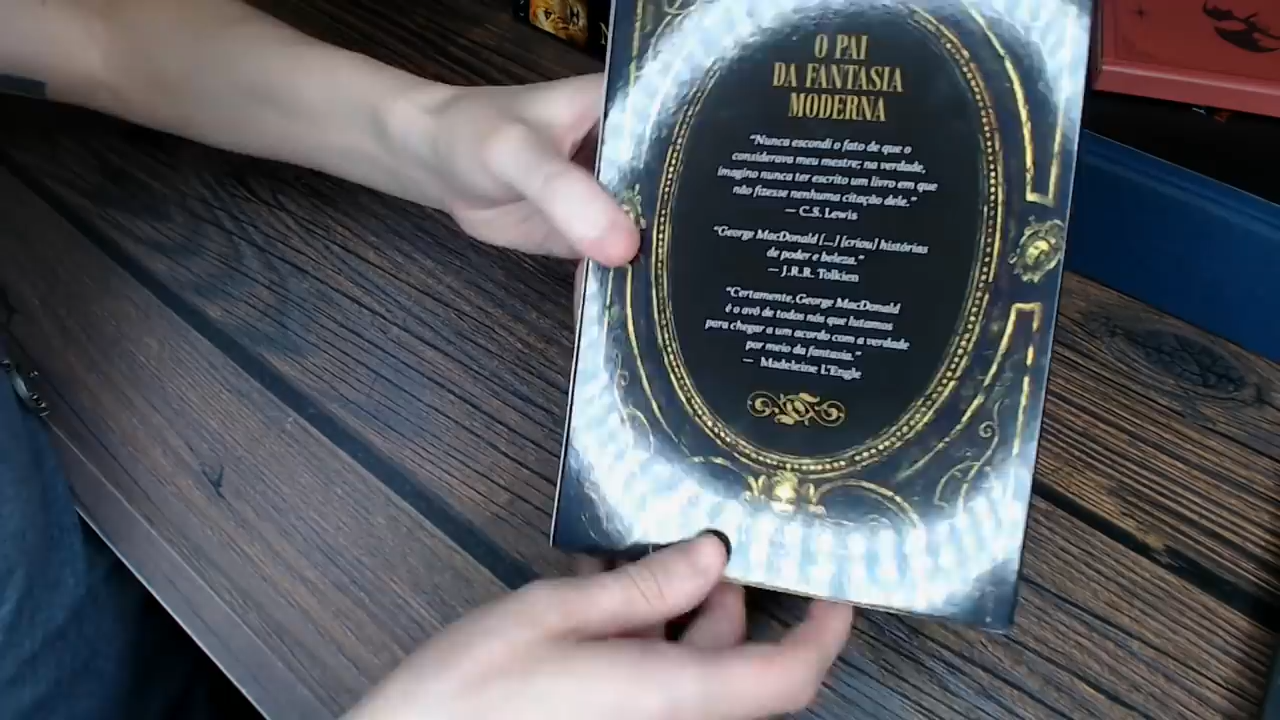 O PAI
DA FANTASIA
MODERNA
“Nunca escondi o fato de que o
considerava meu mestre; na verdade,
imagino nunca ter escrito um livro em que
não fizesse nenhuma citação dele.”
— C.S. Lewis
“George MacDonald [...] [criou] histórias
de poder e beleza.”
— J.R.R. Tolkien
“Certamente, George MacDonald
é o avô de todos nós que lutamos
para chegar a um acordo com a verdade
por meio da fantasia.”
— Madeleine L’Engle